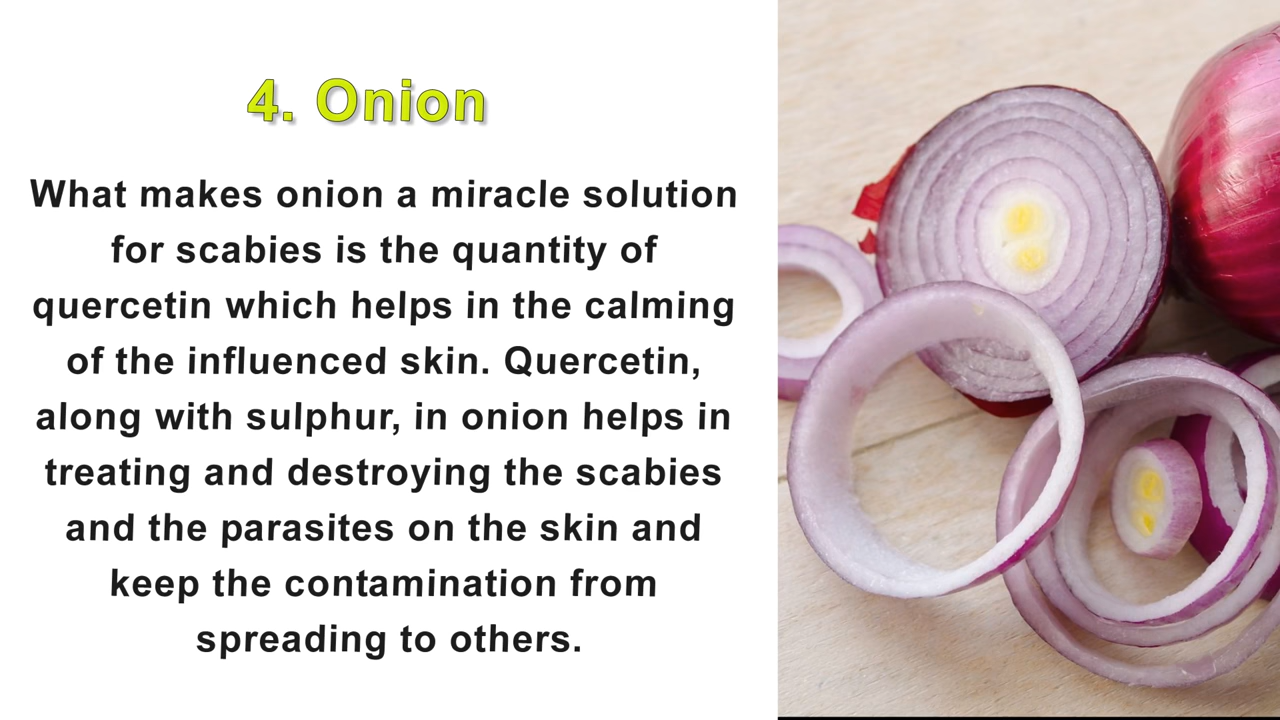 4. Onion
What makes onion a miracle solution
for scabies is the quantity of
quercetin which helps in the calming
of the influenced skin. Quercetin,
along with sulphur, in onion helps in
treating and destroying the scabies
and the parasites on the skin and
keep the contamination from
spreading to others.